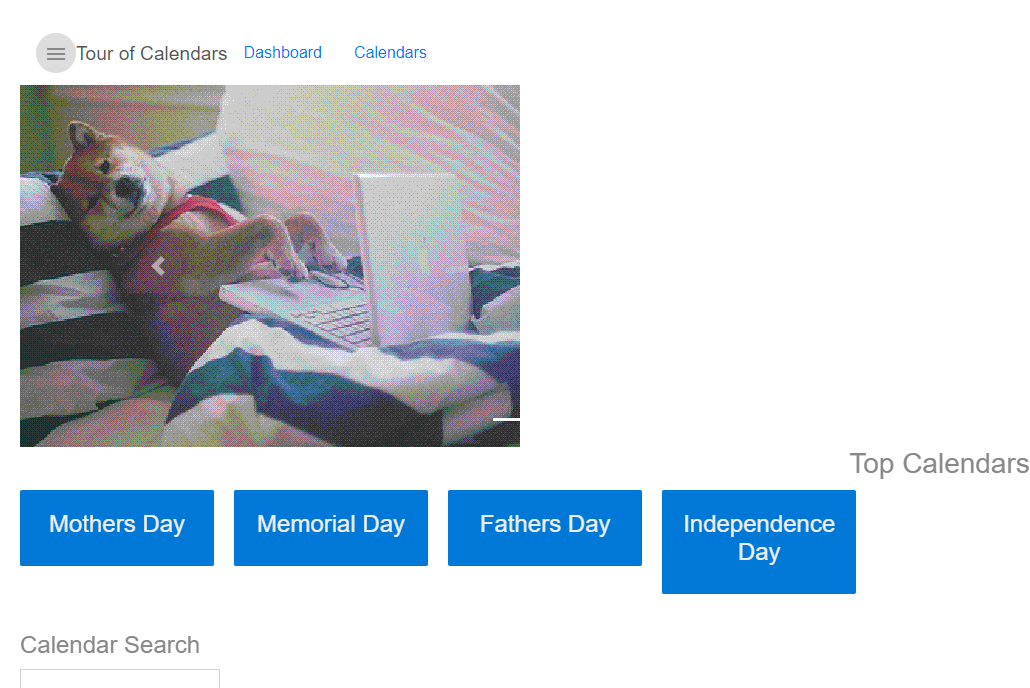 Tour of Calendars Dashboard Calendars
Top Calendars
Mothers Day Memorial Day Fathers Day Independence
Day
Calendar Search